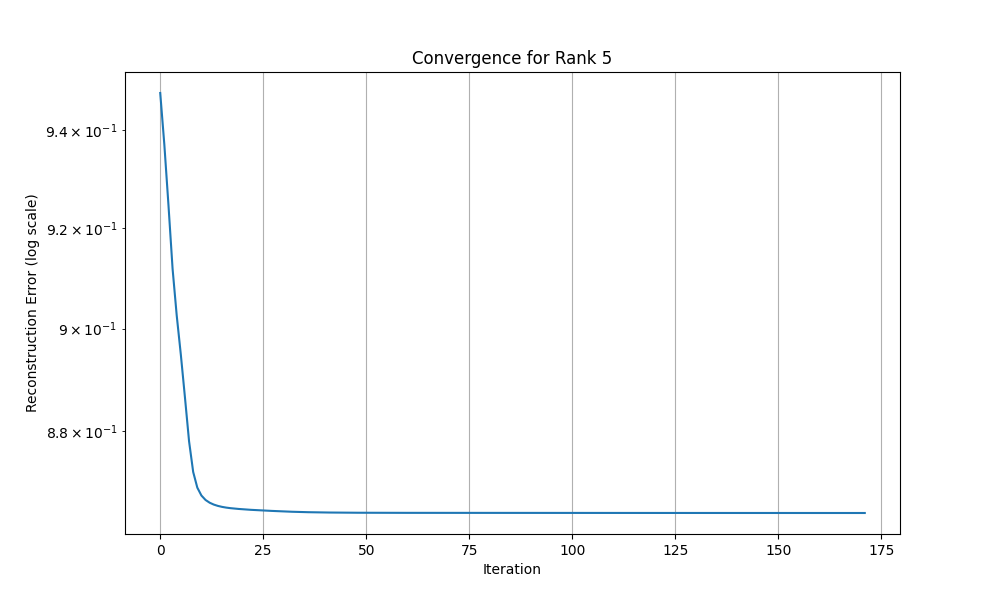 Convergence for Rank 5
Reconstruction Error (log scale)
9.4 × 10⁻¹
9.2 × 10⁻¹
9 × 10⁻¹
8.8 × 10⁻¹
0 25 50 75 100 125 150 175
Iteration